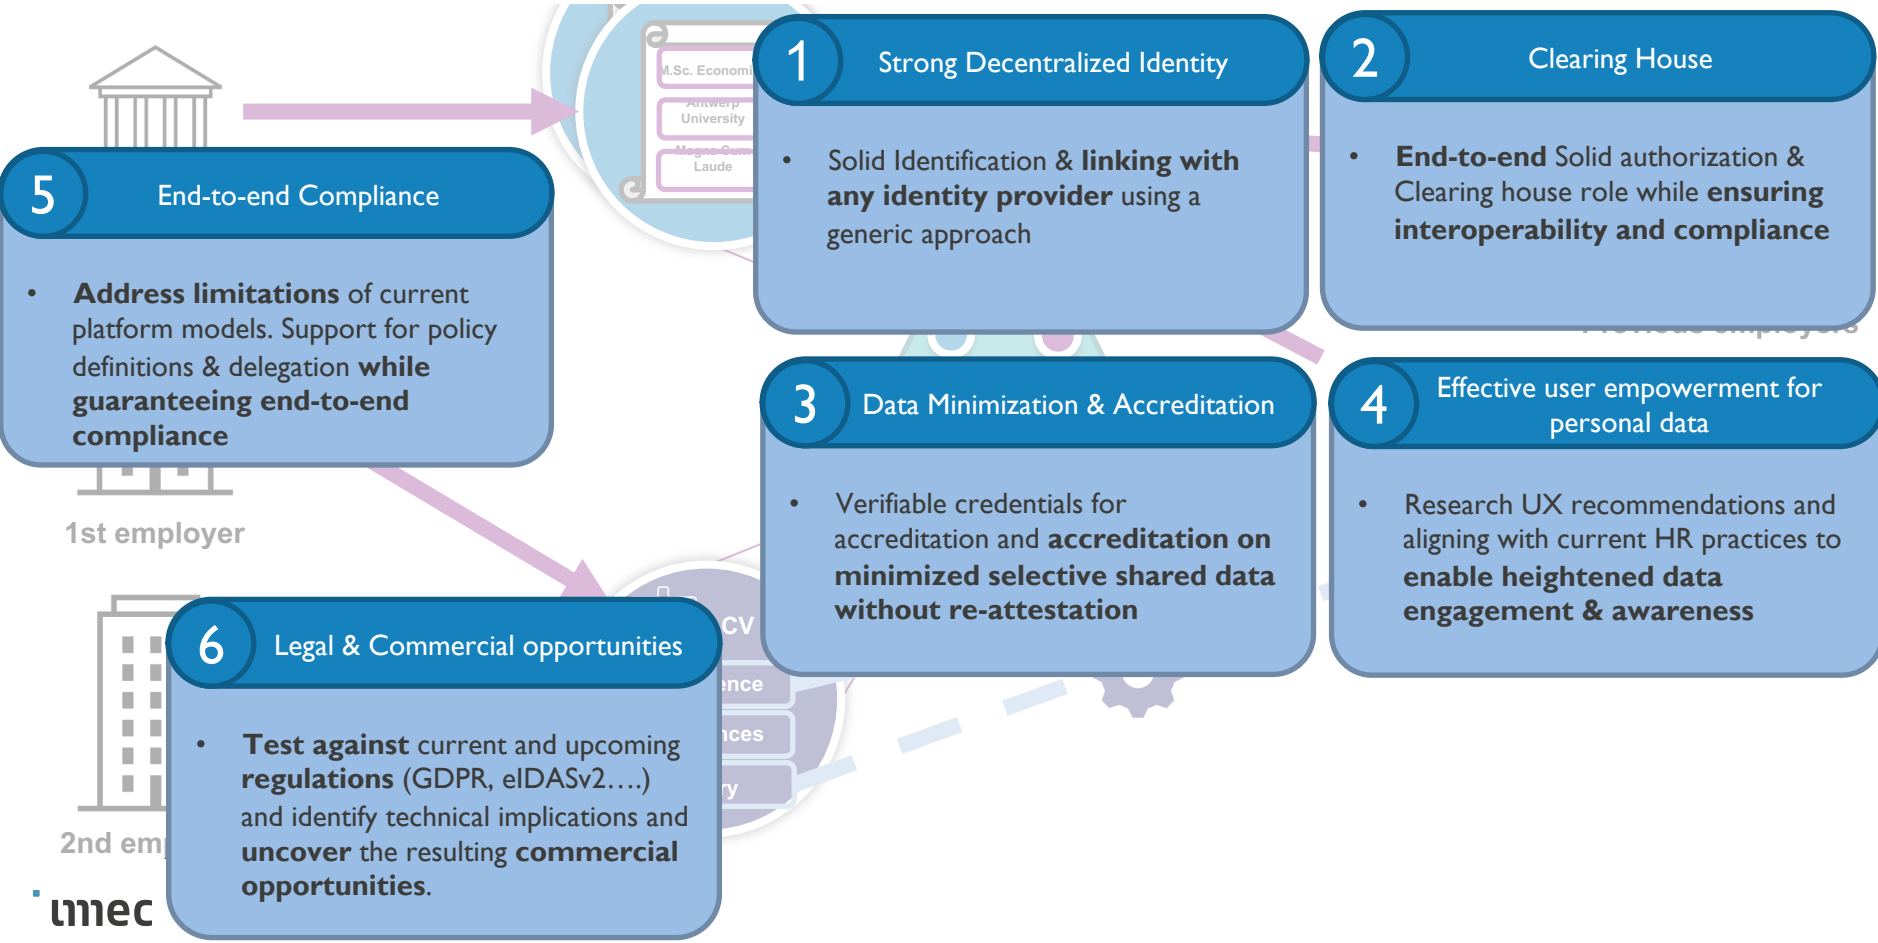 1
Strong Decentralized Identity
• Solid Identification & linking with
any identity provider using a
generic approach
2
Clearing House
• End-to-end Solid authorization &
Clearing house role while ensuring
interoperability and compliance
3
Data Minimization & Accreditation
• Verifiable credentials for
accreditation and accreditation on
minimized selective shared data
without re-attestation
4
Effective user empowerment for
personal data
• Research UX recommendations and
aligning with current HR practices to
enable heightened data
engagement & awareness
5
End-to-end Compliance
• Address limitations of current
platform models. Support for policy
definitions & delegation while
guaranteeing end-to-end
compliance
6
Legal & Commercial opportunities
• Test against current and upcoming
regulations (GDPR, eIDASv2....)
and identify technical implications and
uncover the resulting commercial
opportunities.
M.Sc.
Antwerp
University
Magna Cum
Laude
Previous employers
1st employer
2nd
CV
imec